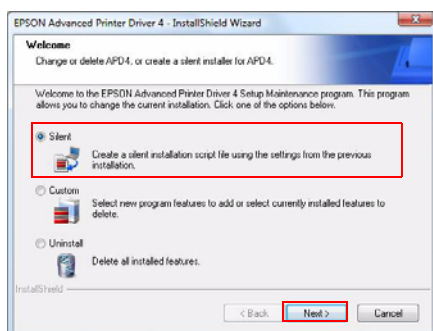 EPSON Advanced Printer Driver 4 - InstallShield Wizard
Welcome
Change or delete APD4, or create a silent installer for APD4.
Welcome to the EPSON Advanced Printer Driver 4 Setup Maintenance program. This program
allows you to change the current installation. Click one of the options below.
Silent
Create a silent installation script file using the settings from the previous
installation.
Custom
Select new program features to add or select currently installed features to
delete.
Uninstall
Delete all installed features.
InstallShield
< Back Next > Cancel